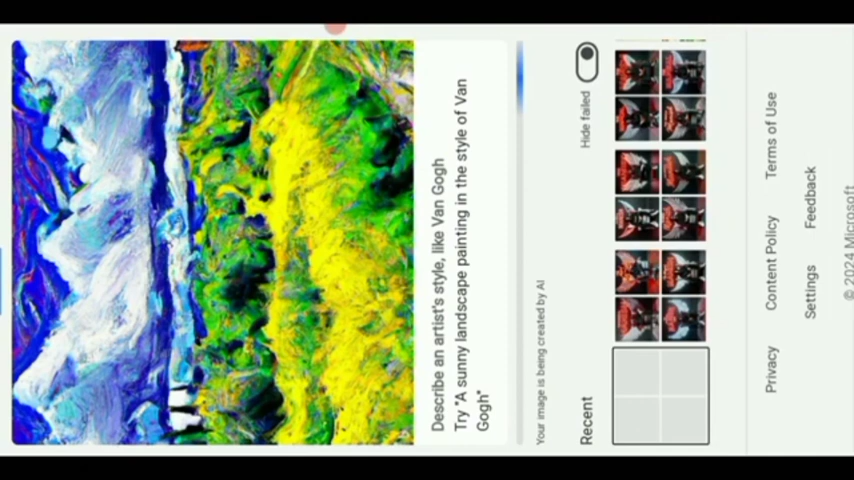 Describe an artist's style, like Van Gogh
Try "A sunny landscape painting in the style of Van
Gogh"
Your image is being created by AI
Recent
Hide failed
Privacy
Content Policy
Terms of Use
Settings
Feedback
© 2024 Microsoft